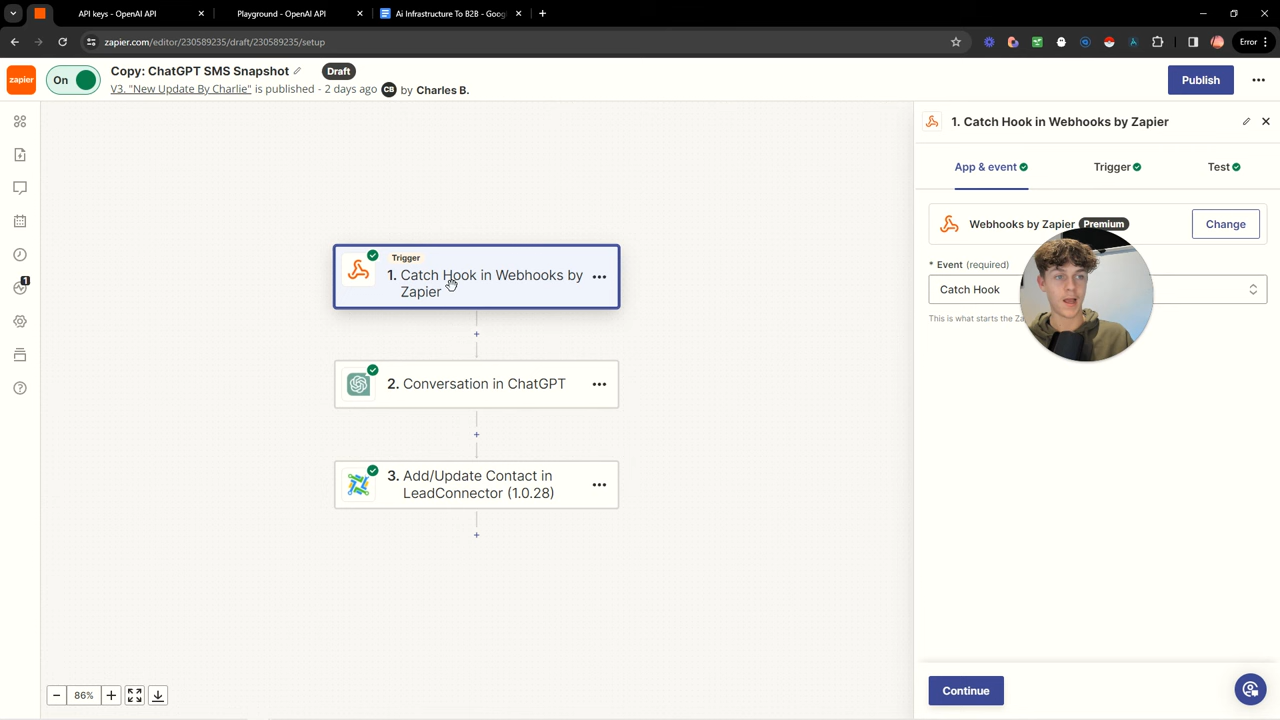 API keys - OpenAI API
Playground - OpenAI API
Ai Infrastructure To B2B - Goog
zapier.com/editor/230589235/draft/230589235/setup
Error
zapier
On
Copy: ChatGPT SMS Snapshot
Draft
V3. "New Update By Charlie" is published - 2 days ago CB by Charles B.
Publish
1. Catch Hook in Webhooks by Zapier
App & event
Trigger
Test
Webhooks by Zapier Premium
Change
* Event (required)
Catch Hook
This is what starts the Za
Trigger
1. Catch Hook in Webhooks by
Zapier
2. Conversation in ChatGPT
3. Add/Update Contact in
LeadConnector (1.0.28)
1
86%
Continue